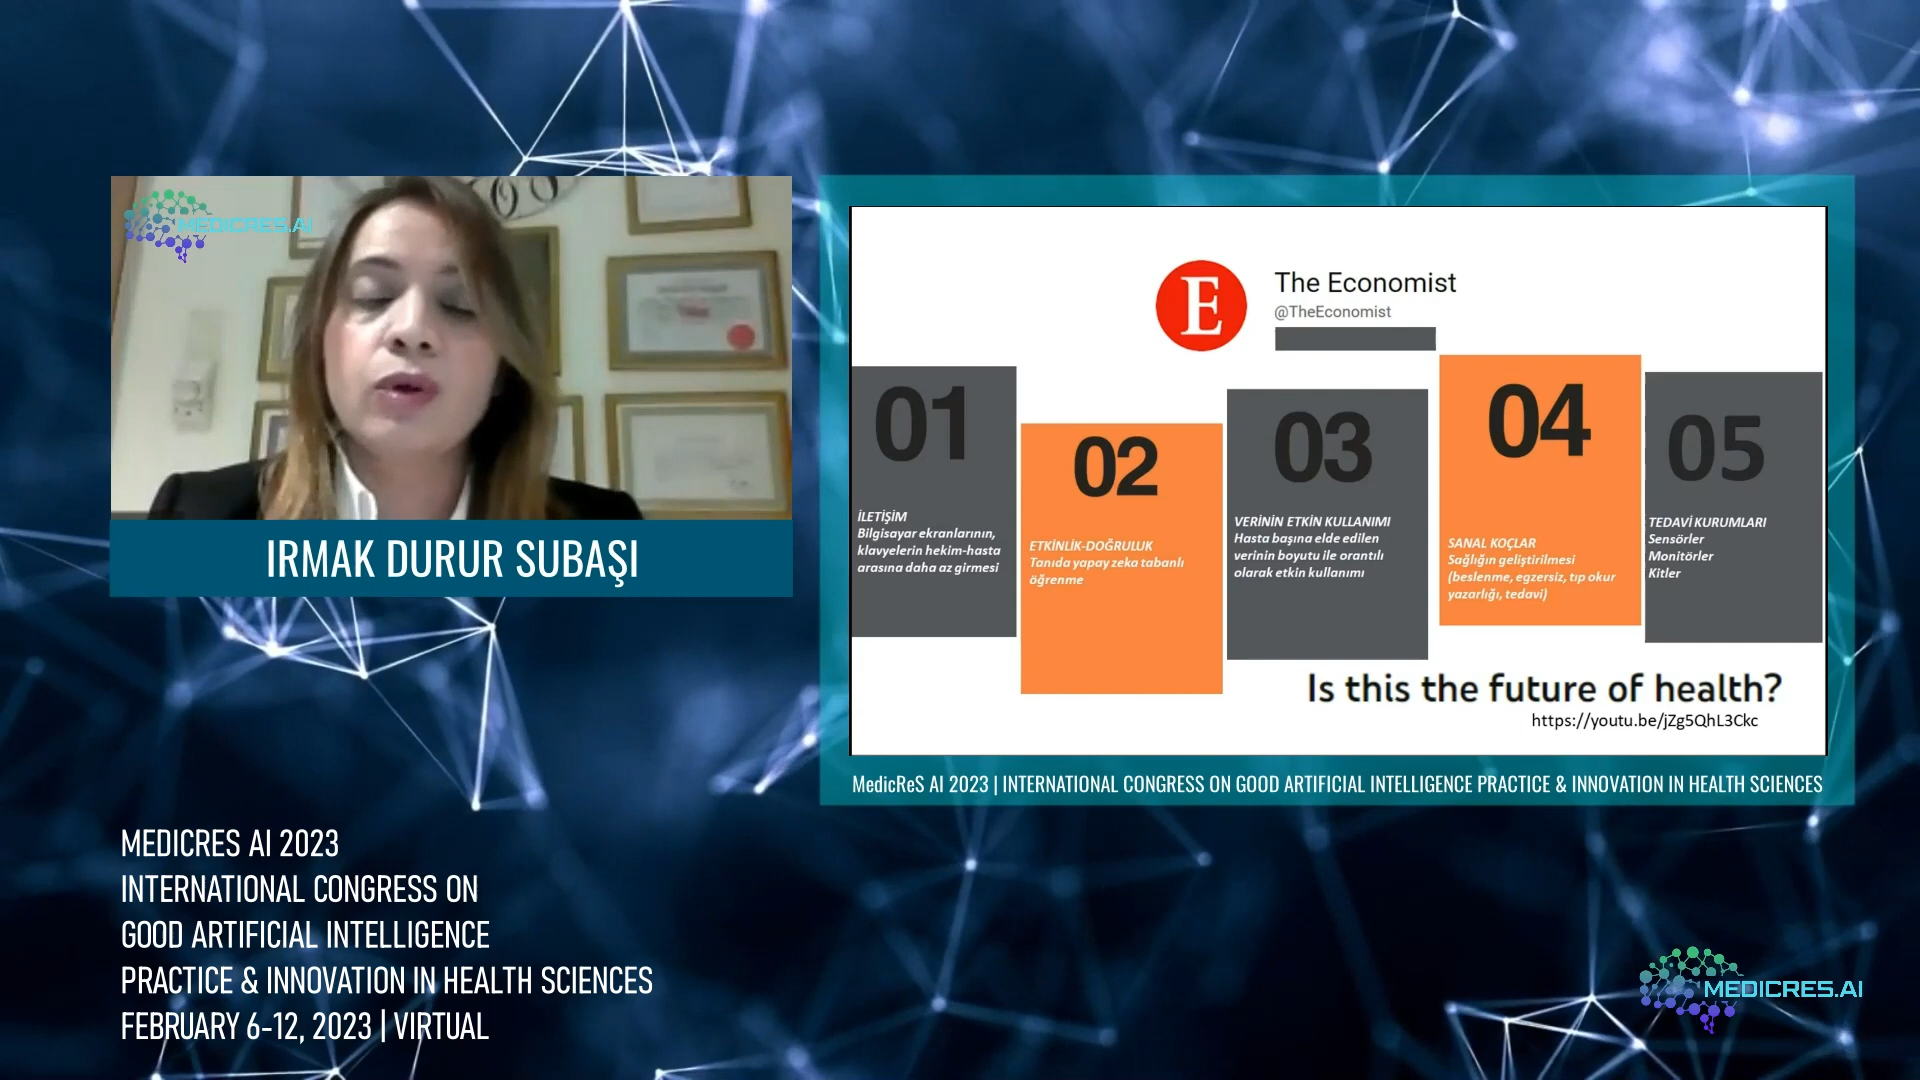 MEDICRES.AI
IRMAK DURUR SUBAŞI
The Economist
@TheEconomist
01
İLETİŞİM
Bilgisayar ekranlarının,
klavyelerin hekim-hasta
arasına daha az girmesi
02
ETKİNLİK-DOĞRULUK
Tanıda yapay zeka tabanlı
öğrenme
03
VERİNİN ETKİN KULLANIMI
Hasta başına elde edilen
verinin boyutu ile orantılı
olarak etkin kullanımı
04
SANAL KOÇLAR
Sağlığın geliştirilmesi
(beslenme, egzersiz, tıp okur
yazarlığı, tedavi)
05
TEDAVİ KURUMLARI
Sensörler
Monitörler
Kitler
Is this the future of health?
https://youtu.be/jZg5QhL3Ckc
MedicReS AI 2023 | INTERNATIONAL CONGRESS ON GOOD ARTIFICIAL INTELLIGENCE PRACTICE & INNOVATION IN HEALTH SCIENCES
MEDICRES AI 2023
INTERNATIONAL CONGRESS ON
GOOD ARTIFICIAL INTELLIGENCE
PRACTICE & INNOVATION IN HEALTH SCIENCES
FEBRUARY 6-12, 2023 | VIRTUAL
MEDICRES.AI